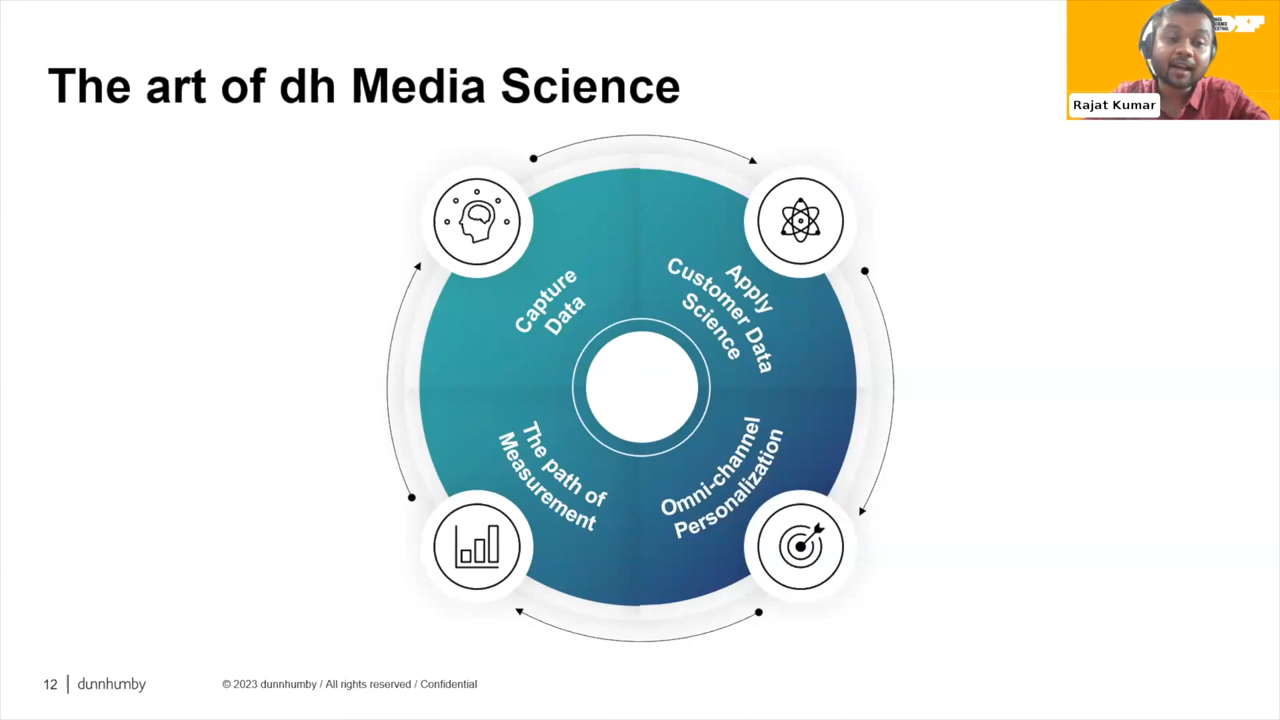 The art of dh Media Science
Rajat Kumar
Capture
Data
Apply
Customer Data
Science
The path of
Measurement
Omni-channel
Personalization
12
dunnhumby
© 2023 dunnhumby / All rights reserved / Confidential